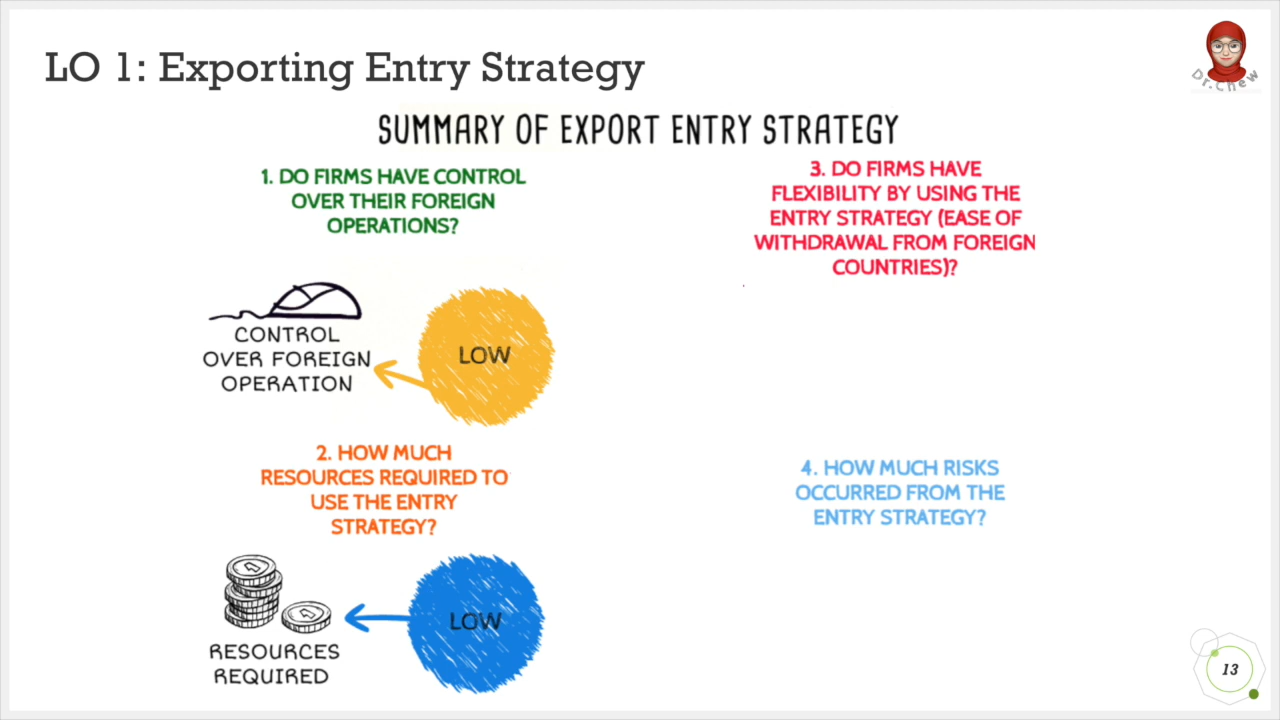 LO 1: Exporting Entry Strategy
Dr.Chew
SUMMARY OF EXPORT ENTRY STRATEGY
1. DO FIRMS HAVE CONTROL
OVER THEIR FOREIGN
OPERATIONS?
CONTROL
OVER FOREIGN
OPERATION
LOW
2. HOW MUCH
RESOURCES REQUIRED TO
USE THE ENTRY
STRATEGY?
RESOURCES
REQUIRED
LOW
3. DO FIRMS HAVE
FLEXIBILITY BY USING THE
ENTRY STRATEGY (EASE OF
WITHDRAWAL FROM FOREIGN
COUNTRIES)?
4. HOW MUCH RISKS
OCCURRED FROM THE
ENTRY STRATEGY?
13